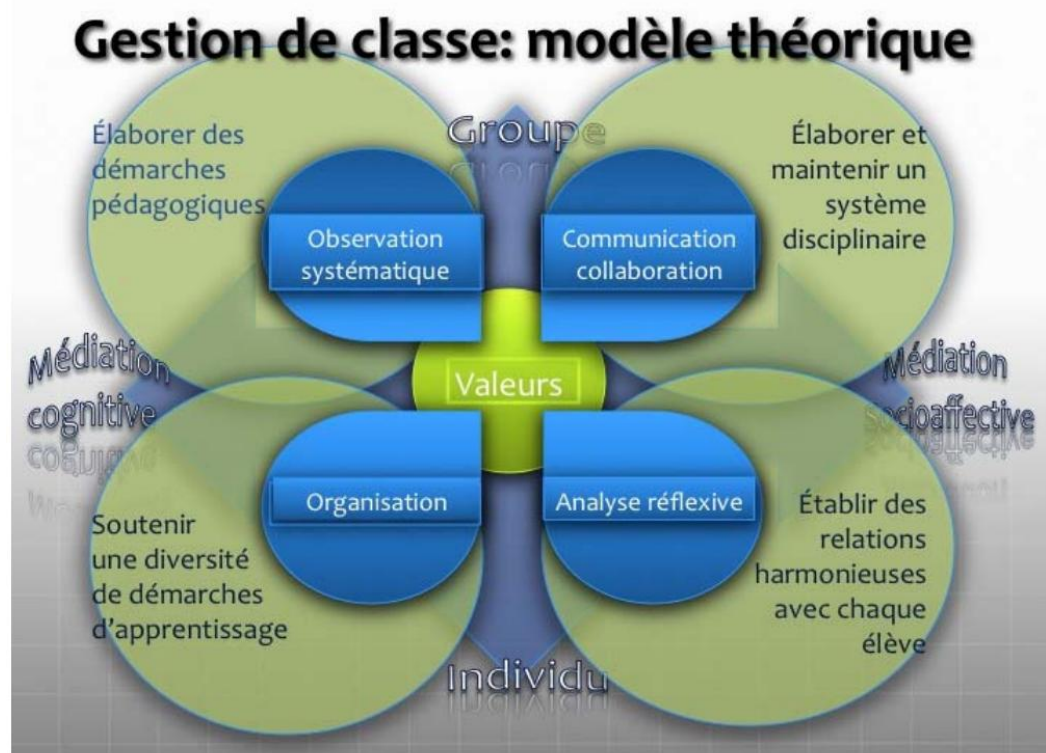 Gestion de classe: modèle théorique
Groupe
Élaborer des
démarches
pédagogiques
Élaborer et
maintenir un
système
disciplinaire
Observation
systématique
Communication
collaboration
Médiation
cognitive
Valeurs
Médiation
socioaffective
Organisation
Analyse réflexive
Soutenir
une diversité
de démarches
d'apprentissage
Établir des
relations
harmonieuses
avec chaque
élève
Individu